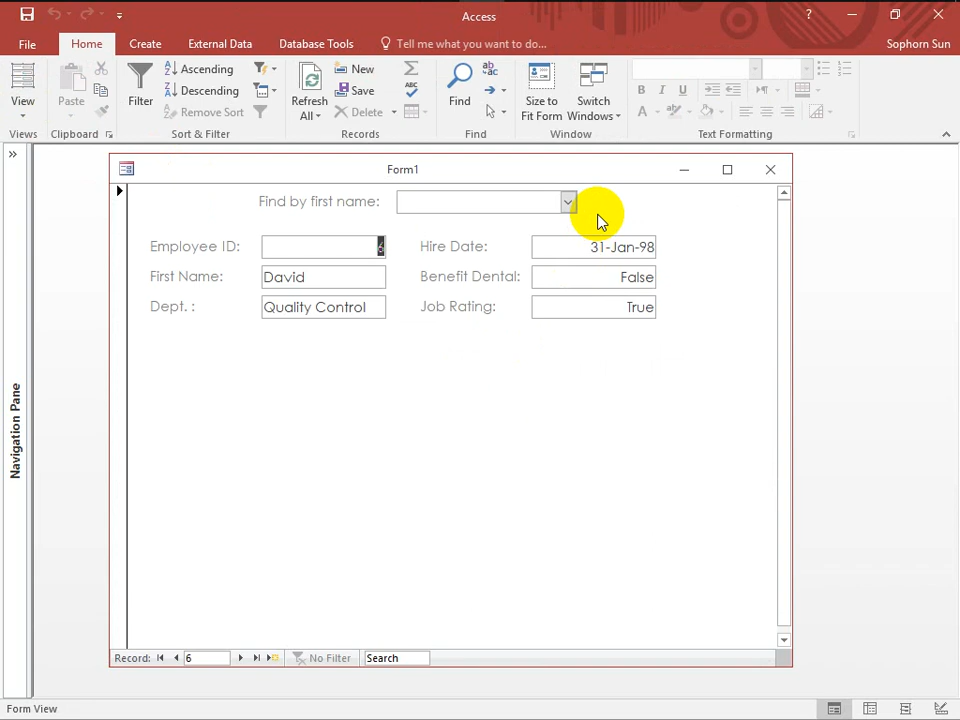 Access
?
File Home Create External Data Database Tools Tell me what you want to do... Sophorn Sun
View
Views
Paste
Clipboard
Filter
Ascending
Descending
Remove Sort
Sort & Filter
Refresh
All
New
Save
Delete
Records
ABC
Find
ab
ac
Find
Size to
Fit Form
Switch
Windows
Window
B I U
A
Text Formatting
Navigation Pane
Form1
Find by first name:
Employee ID: 6 Hire Date: 31-Jan-98
First Name: David Benefit Dental: False
Dept. : Quality Control Job Rating: True
Record: 6 No Filter Search
Form View